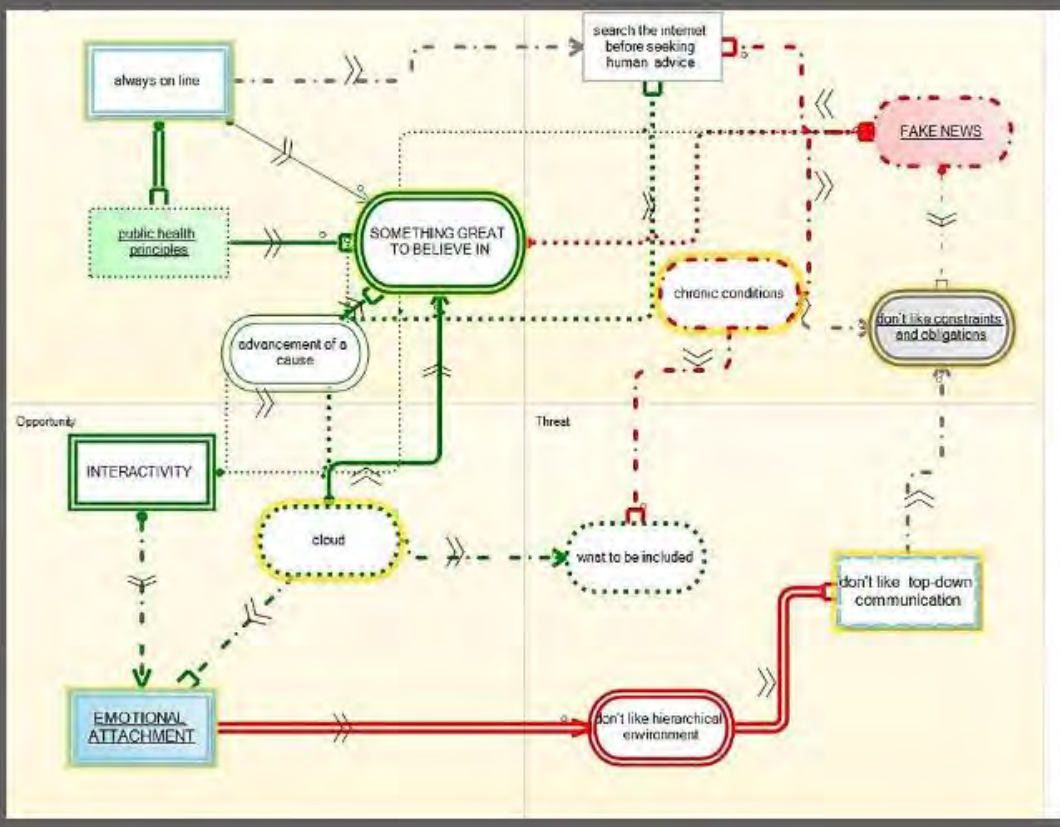 search the internet
before seeking
human advice
always on line
FAKE NEWS
public health
principles
SOMETHING GREAT
TO BELIEVE IN
chronic conditions
don't like constraints
and obligations
advancement of a
cause
Opportunity
Threat
INTERACTIVITY
cloud
wnat to be included
don't like top-down
communication
EMOTIONAL
ATTACHMENT
don't like hierarchical
environment